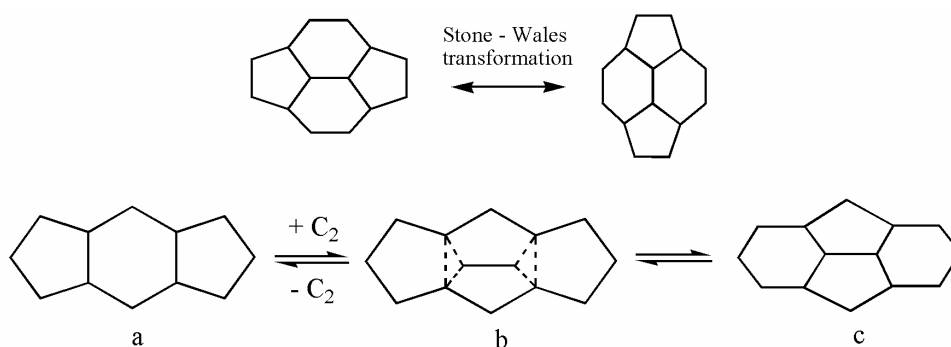 Stone - Wales
transformation
+ C₂
- C₂
a
b
c